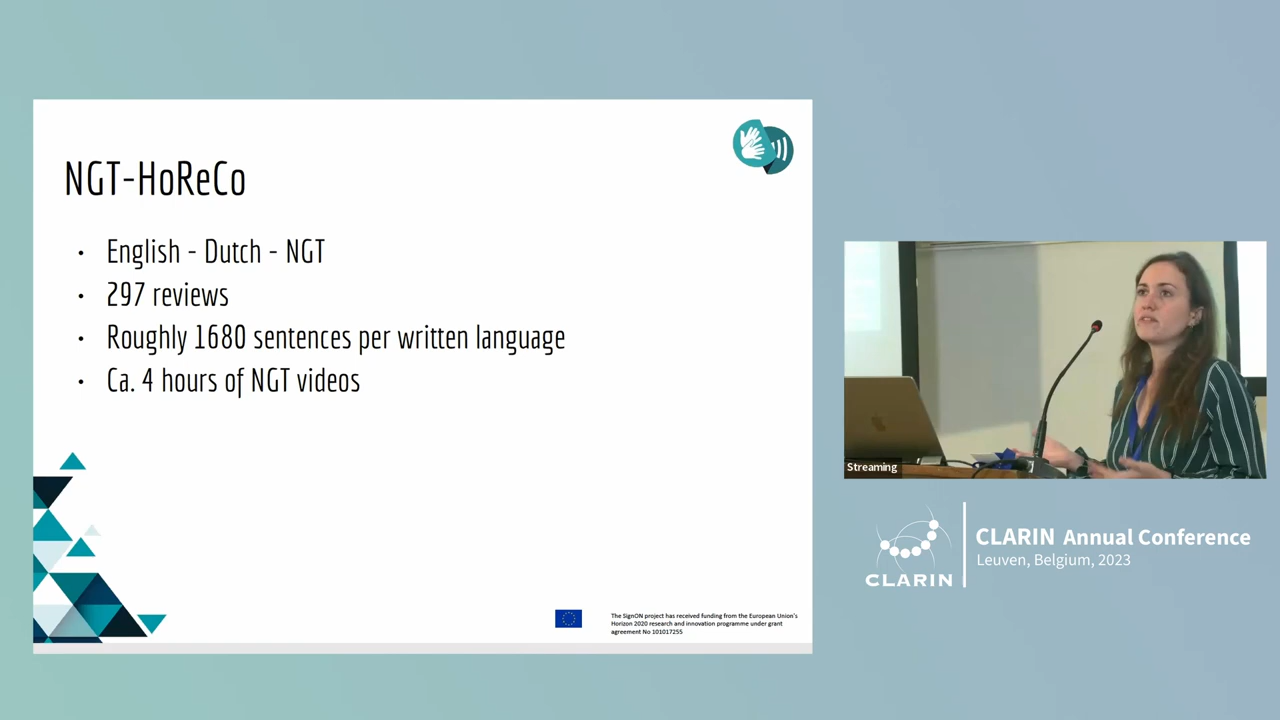 NGT-HoReCo
• English - Dutch - NGT
• 297 reviews
• Roughly 1680 sentences per written language
• Ca. 4 hours of NGT videos
The SignON project has received funding from the European Union's
Horizon 2020 research and innovation programme under grant
agreement No 101017255
Streaming
CLARIN
CLARIN Annual Conference
Leuven, Belgium, 2023